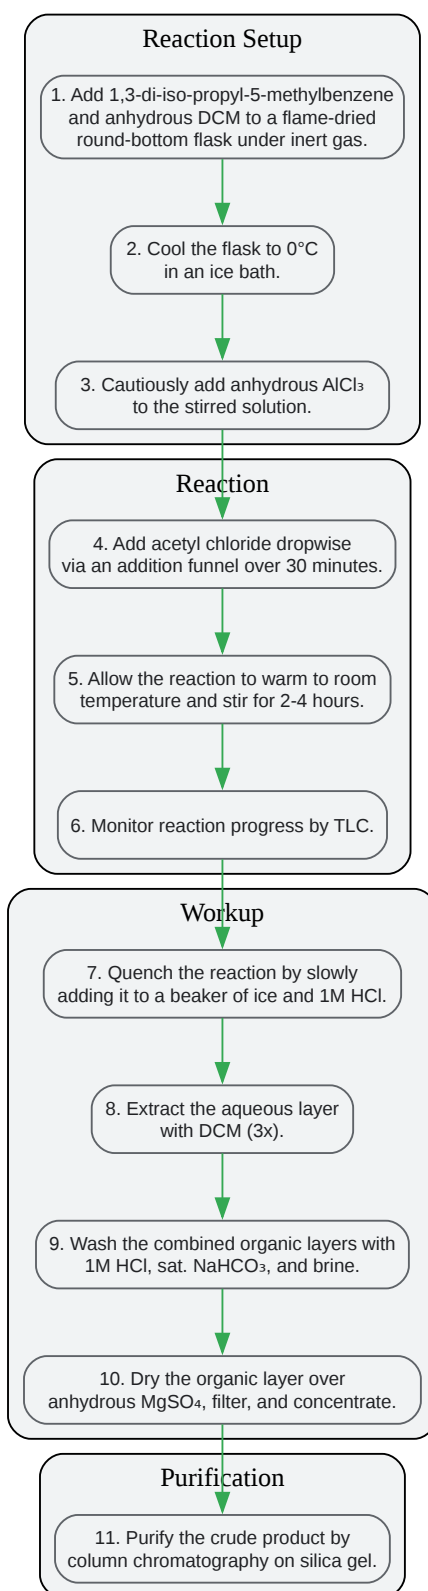 Reaction Setup
1. Add 1,3-di-iso-propyl-5-methylbenzene
and anhydrous DCM to a flame-dried
round-bottom flask under inert gas.
2. Cool the flask to 0°C
in an ice bath.
3. Cautiously add anhydrous AlCl₃
to the stirred solution.
Reaction
4. Add acetyl chloride dropwise
via an addition funnel over 30 minutes.
5. Allow the reaction to warm to room
temperature and stir for 2-4 hours.
6. Monitor reaction progress by TLC.
Workup
7. Quench the reaction by slowly
adding it to a beaker of ice and 1M HCl.
8. Extract the aqueous layer
with DCM (3x).
9. Wash the combined organic layers with
1M HCl, sat. NaHCO₃, and brine.
10. Dry the organic layer over
anhydrous MgSO₄, filter, and concentrate.
Purification
11. Purify the crude product by
column chromatography on silica gel.